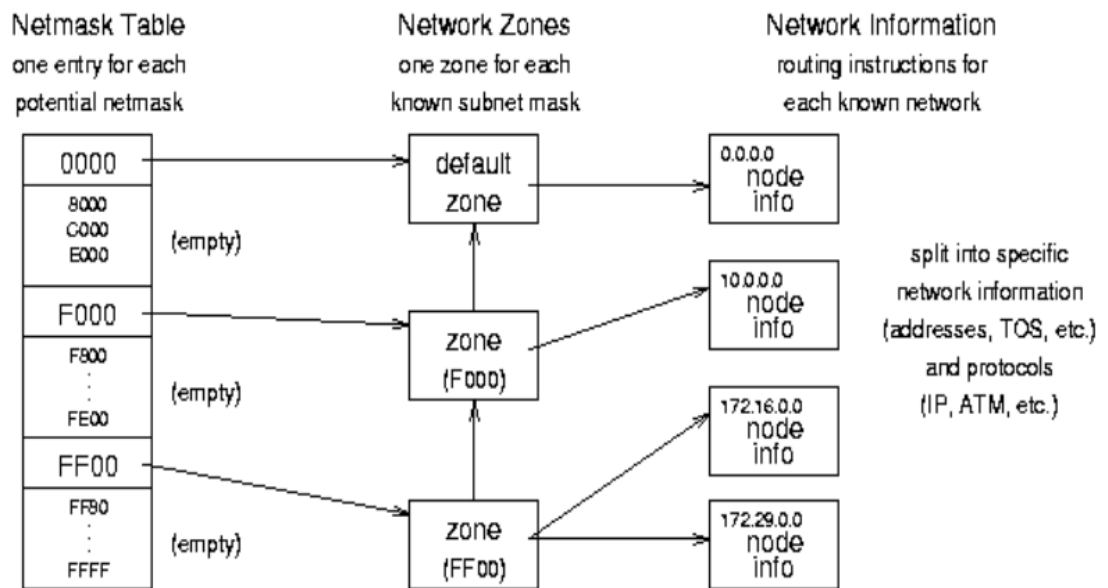 Netmask Table
one entry for each
potential netmask
0000
8000
C000
E000
(empty)
F000
F800
:
:
FE00
(empty)
FF00
FF80
:
:
FFFF
(empty)
Network Zones
one zone for each
known subnet mask
default
zone
zone
(F000)
zone
(FF00)
Network Information
routing instructions for
each known network
0.0.0.0
node
info
10.0.0.0
node
info
172.16.0.0
node
info
172.29.0.0
node
info
split into specific
network information
(addresses, TOS, etc.)
and protocols
(IP, ATM, etc.)